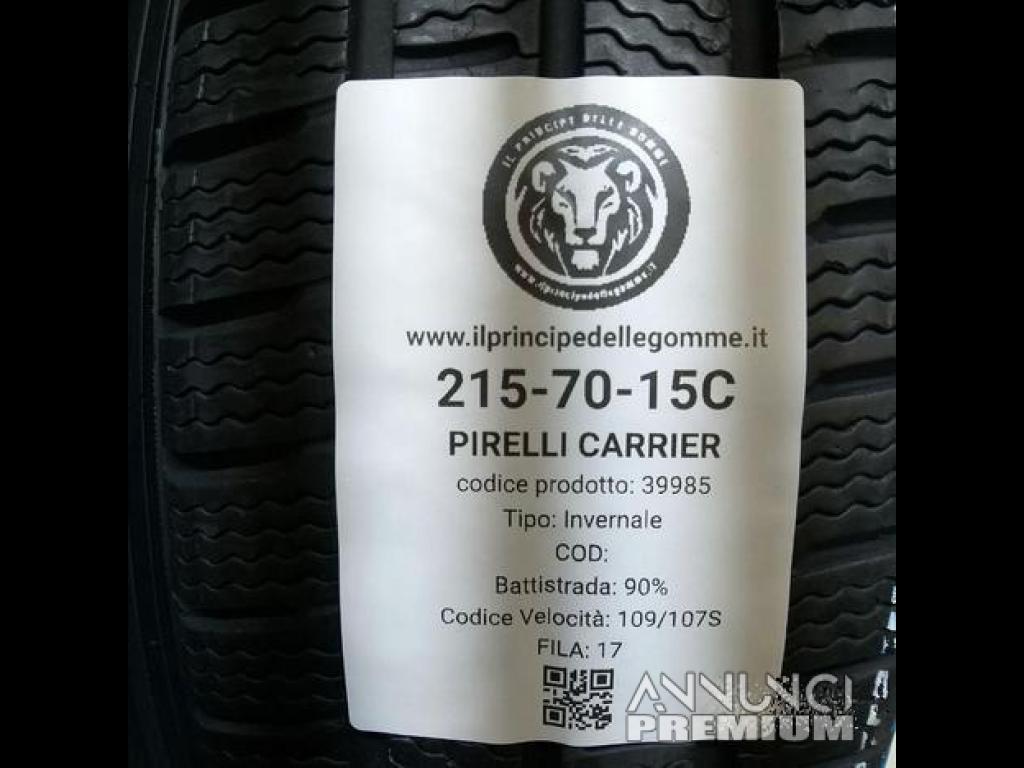 IL PRINCIPE DELLE GOMME
www.ilprincipedellegomme.it
www.ilprincipedellegomme.it
215-70-15C
PIRELLI CARRIER
codice prodotto: 39985
Tipo: Invernale
COD:
Battistrada: 90%
Codice Velocità: 109/107S
FILA: 17
ANNUNCI
PREMIUM